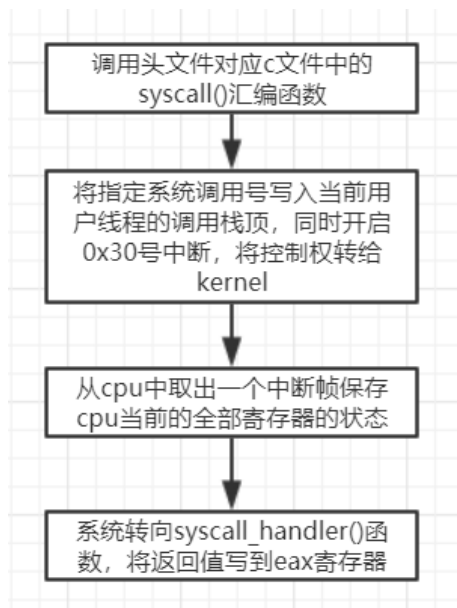 调用头文件对应c文件中的
syscall()汇编函数
将指定系统调用号写入当前用
户线程的调用栈顶，同时开启
0x30号中断，将控制权转给
kernel
从cpu中取出一个中断帧保存
cpu当前的全部寄存器的状态
系统转向syscall_handler()函
数，将返回值写到eax寄存器